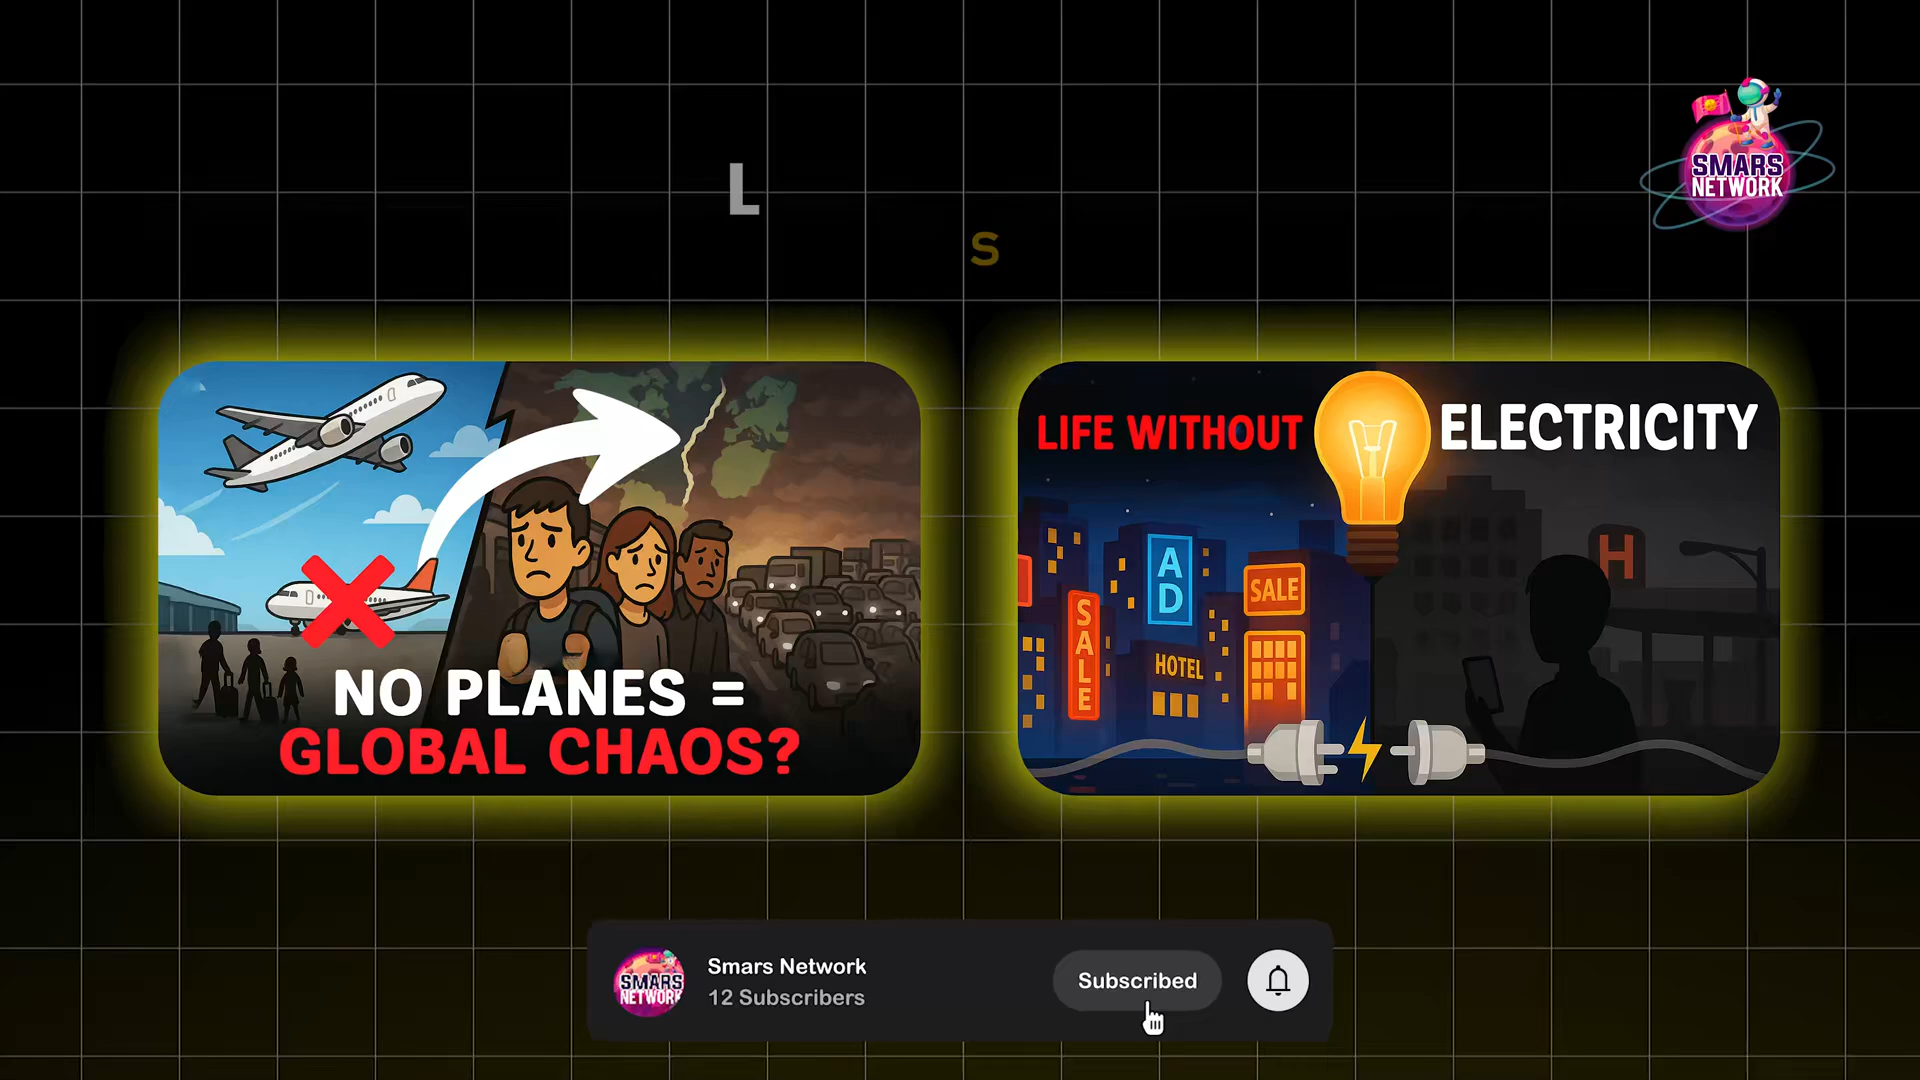 SMARS
NETWORK
L
S
NO PLANES =
GLOBAL CHAOS?
LIFE WITHOUT ELECTRICITY
SALE
AD
HOTEL
SALE
H
SMARS
NETWORK
Smars Network
12 Subscribers
Subscribed